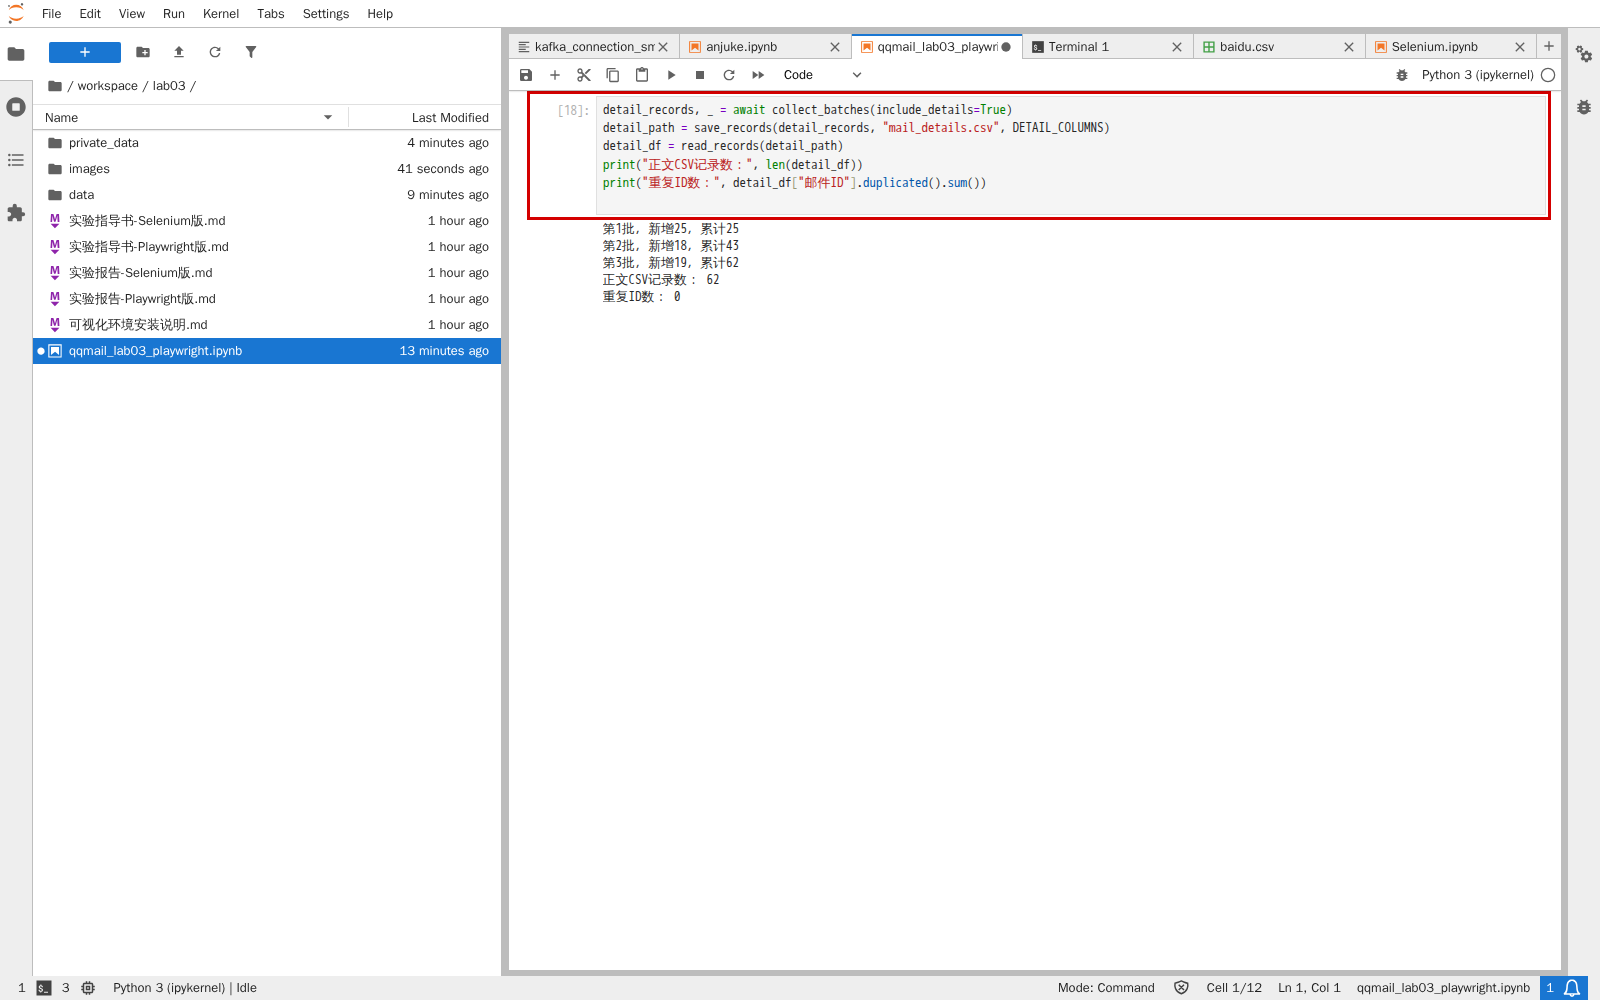 File Edit View Run Kernel Tabs Settings Help
/ workspace / lab03 /
Name Last Modified
private_data 4 minutes ago
images 41 seconds ago
data 9 minutes ago
实验指导书-Selenium版.md 1 hour ago
实验指导书-Playwright版.md 1 hour ago
实验报告-Selenium版.md 1 hour ago
实验报告-Playwright版.md 1 hour ago
可视化环境安装说明.md 1 hour ago
qqmail_lab03_playwright.ipynb 13 minutes ago
kafka_connection_sm anjuke.ipynb qqmail_lab03_playwri Terminal 1 baidu.csv Selenium.ipynb
Code Python 3 (ipykernel)
[18]: detail_records, _ = await collect_batches(include_details=True)
detail_path = save_records(detail_records, "mail_details.csv", DETAIL_COLUMNS)
detail_df = read_records(detail_path)
print("正文CSV记录数：", len(detail_df))
print("重复ID数：", detail_df["邮件ID"].duplicated().sum())
第1批, 新增25, 累计25
第2批, 新增18, 累计43
第3批, 新增19, 累计62
正文CSV记录数： 62
重复ID数： 0
1 3 Python 3 (ipykernel) | Idle Mode: Command Cell 1/12 Ln 1, Col 1 qqmail_lab03_playwright.ipynb 1